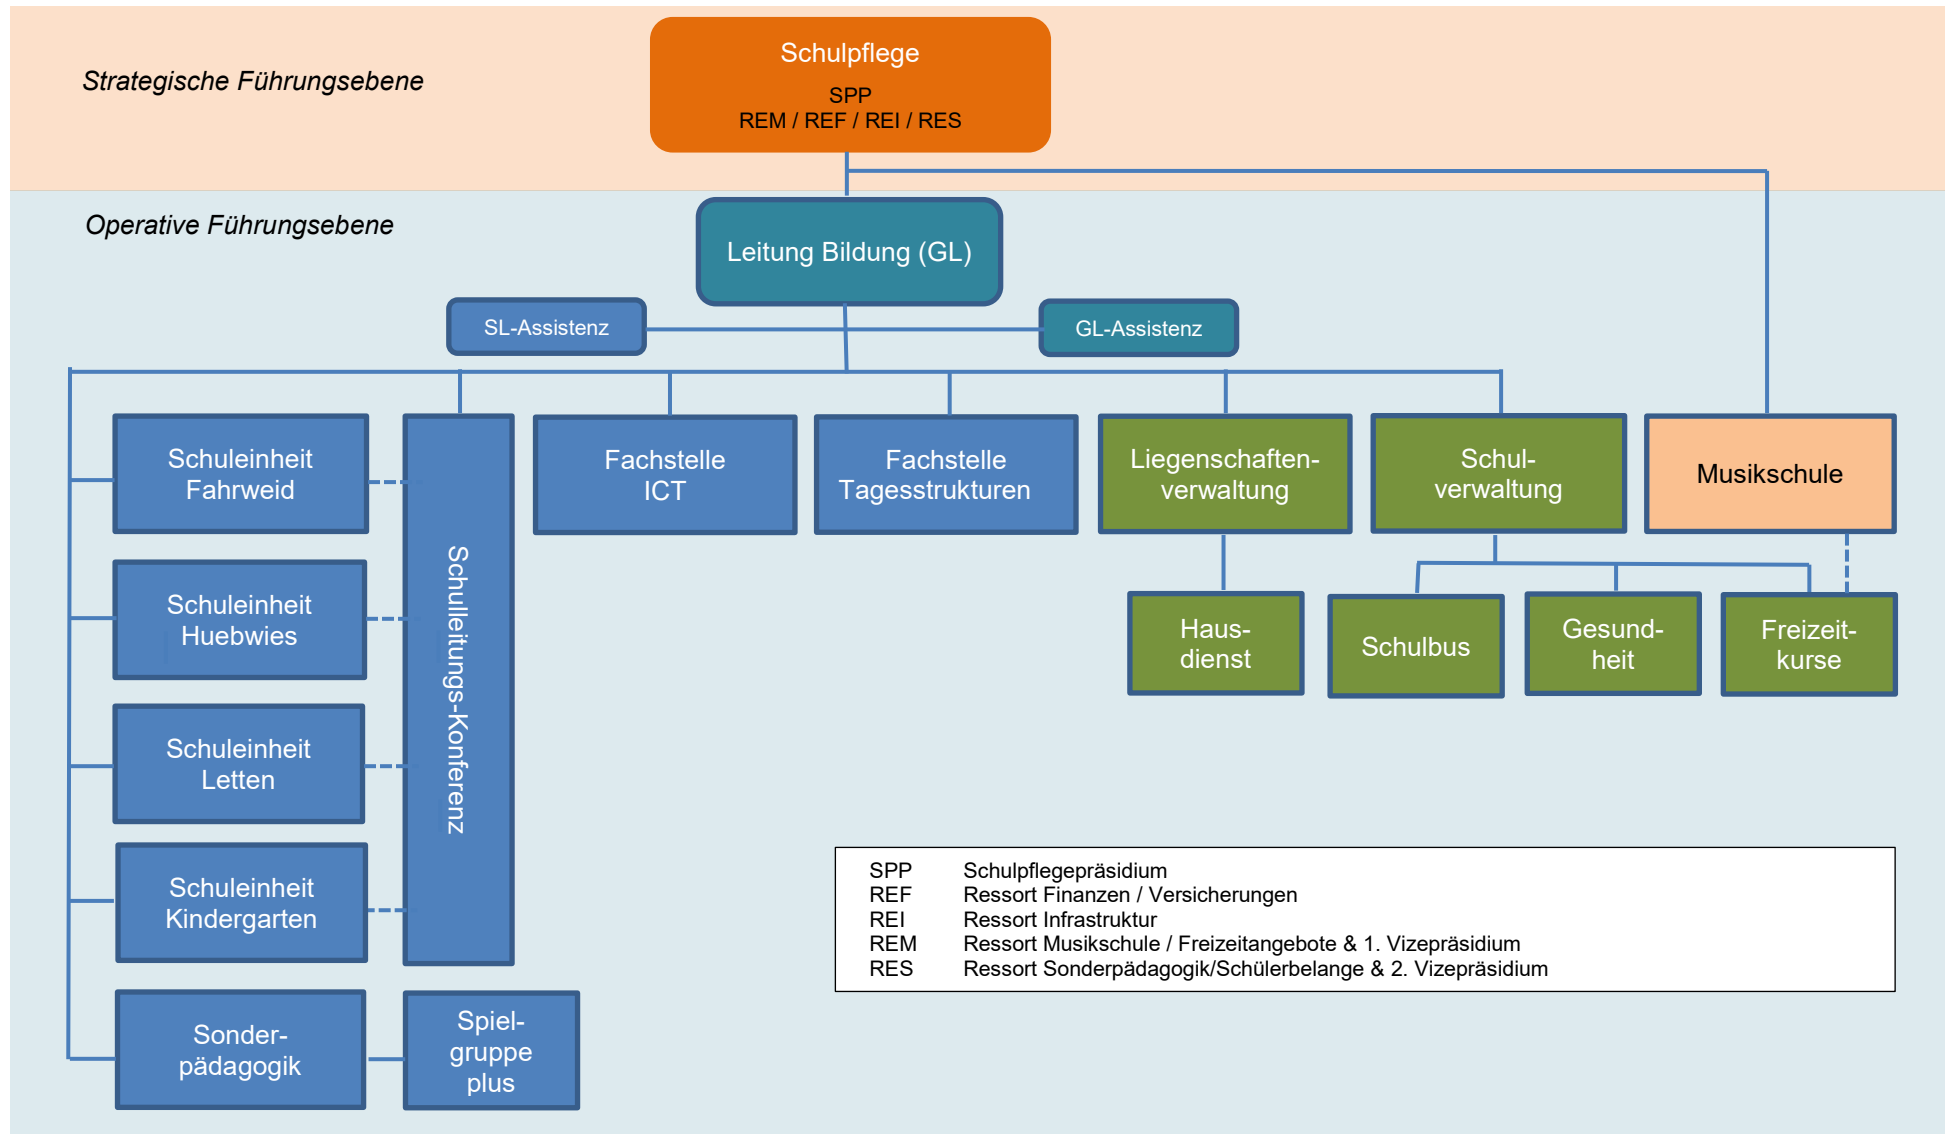 Strategische Führungsebene
Schulpflege
SPP
REM / REF / REI / RES
Operative Führungsebene
Leitung Bildung (GL)
SL-Assistenz
GL-Assistenz
Schuleinheit
Fahrweid
Schuleinheit
Huebwies
Schuleinheit
Letten
Schuleinheit
Kindergarten
Sonder-
pädagogik
Schulleitungs-Konferenz
Spiel-
gruppe
plus
Fachstelle
ICT
Fachstelle
Tagesstrukturen
Liegenschaften-
verwaltung
Schul-
verwaltung
Musikschule
Haus-
dienst
Schulbus
Gesund-
heit
Freizeit-
kurse
SPP Schulpflegepräsidium
REF Ressort Finanzen / Versicherungen
REI Ressort Infrastruktur
REM Ressort Musikschule / Freizeitangebote & 1. Vizepräsidium
RES Ressort Sonderpädagogik/Schülerbelange & 2. Vizepräsidium